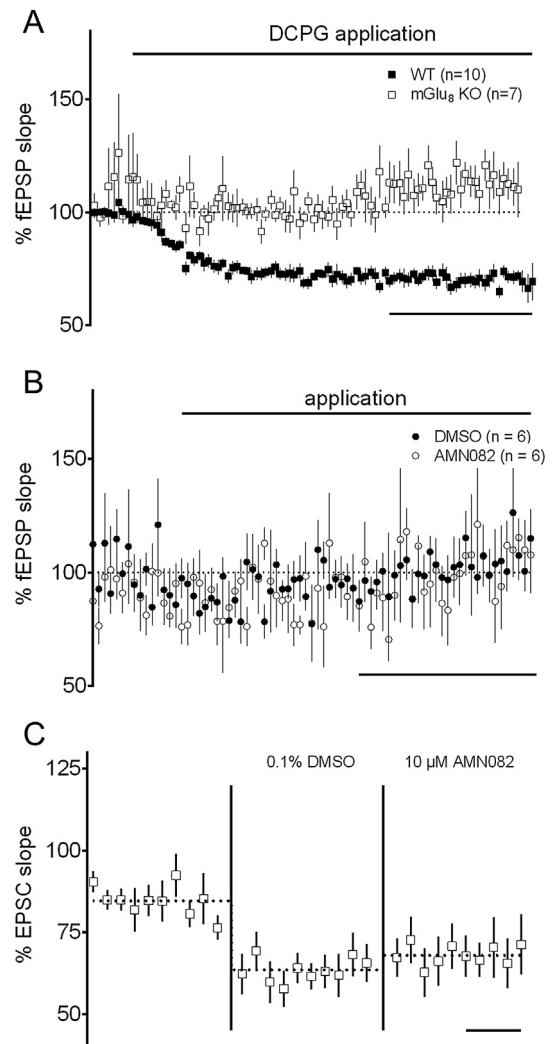 A
DCPG application
WT (n=10)
mGlu₈ KO (n=7)
% fEPSP slope
150
100
50
B
application
DMSO (n = 6)
AMN082 (n = 6)
% fEPSP slope
150
100
50
C
0.1% DMSO
10 µM AMN082
% EPSC slope
125
100
75
50